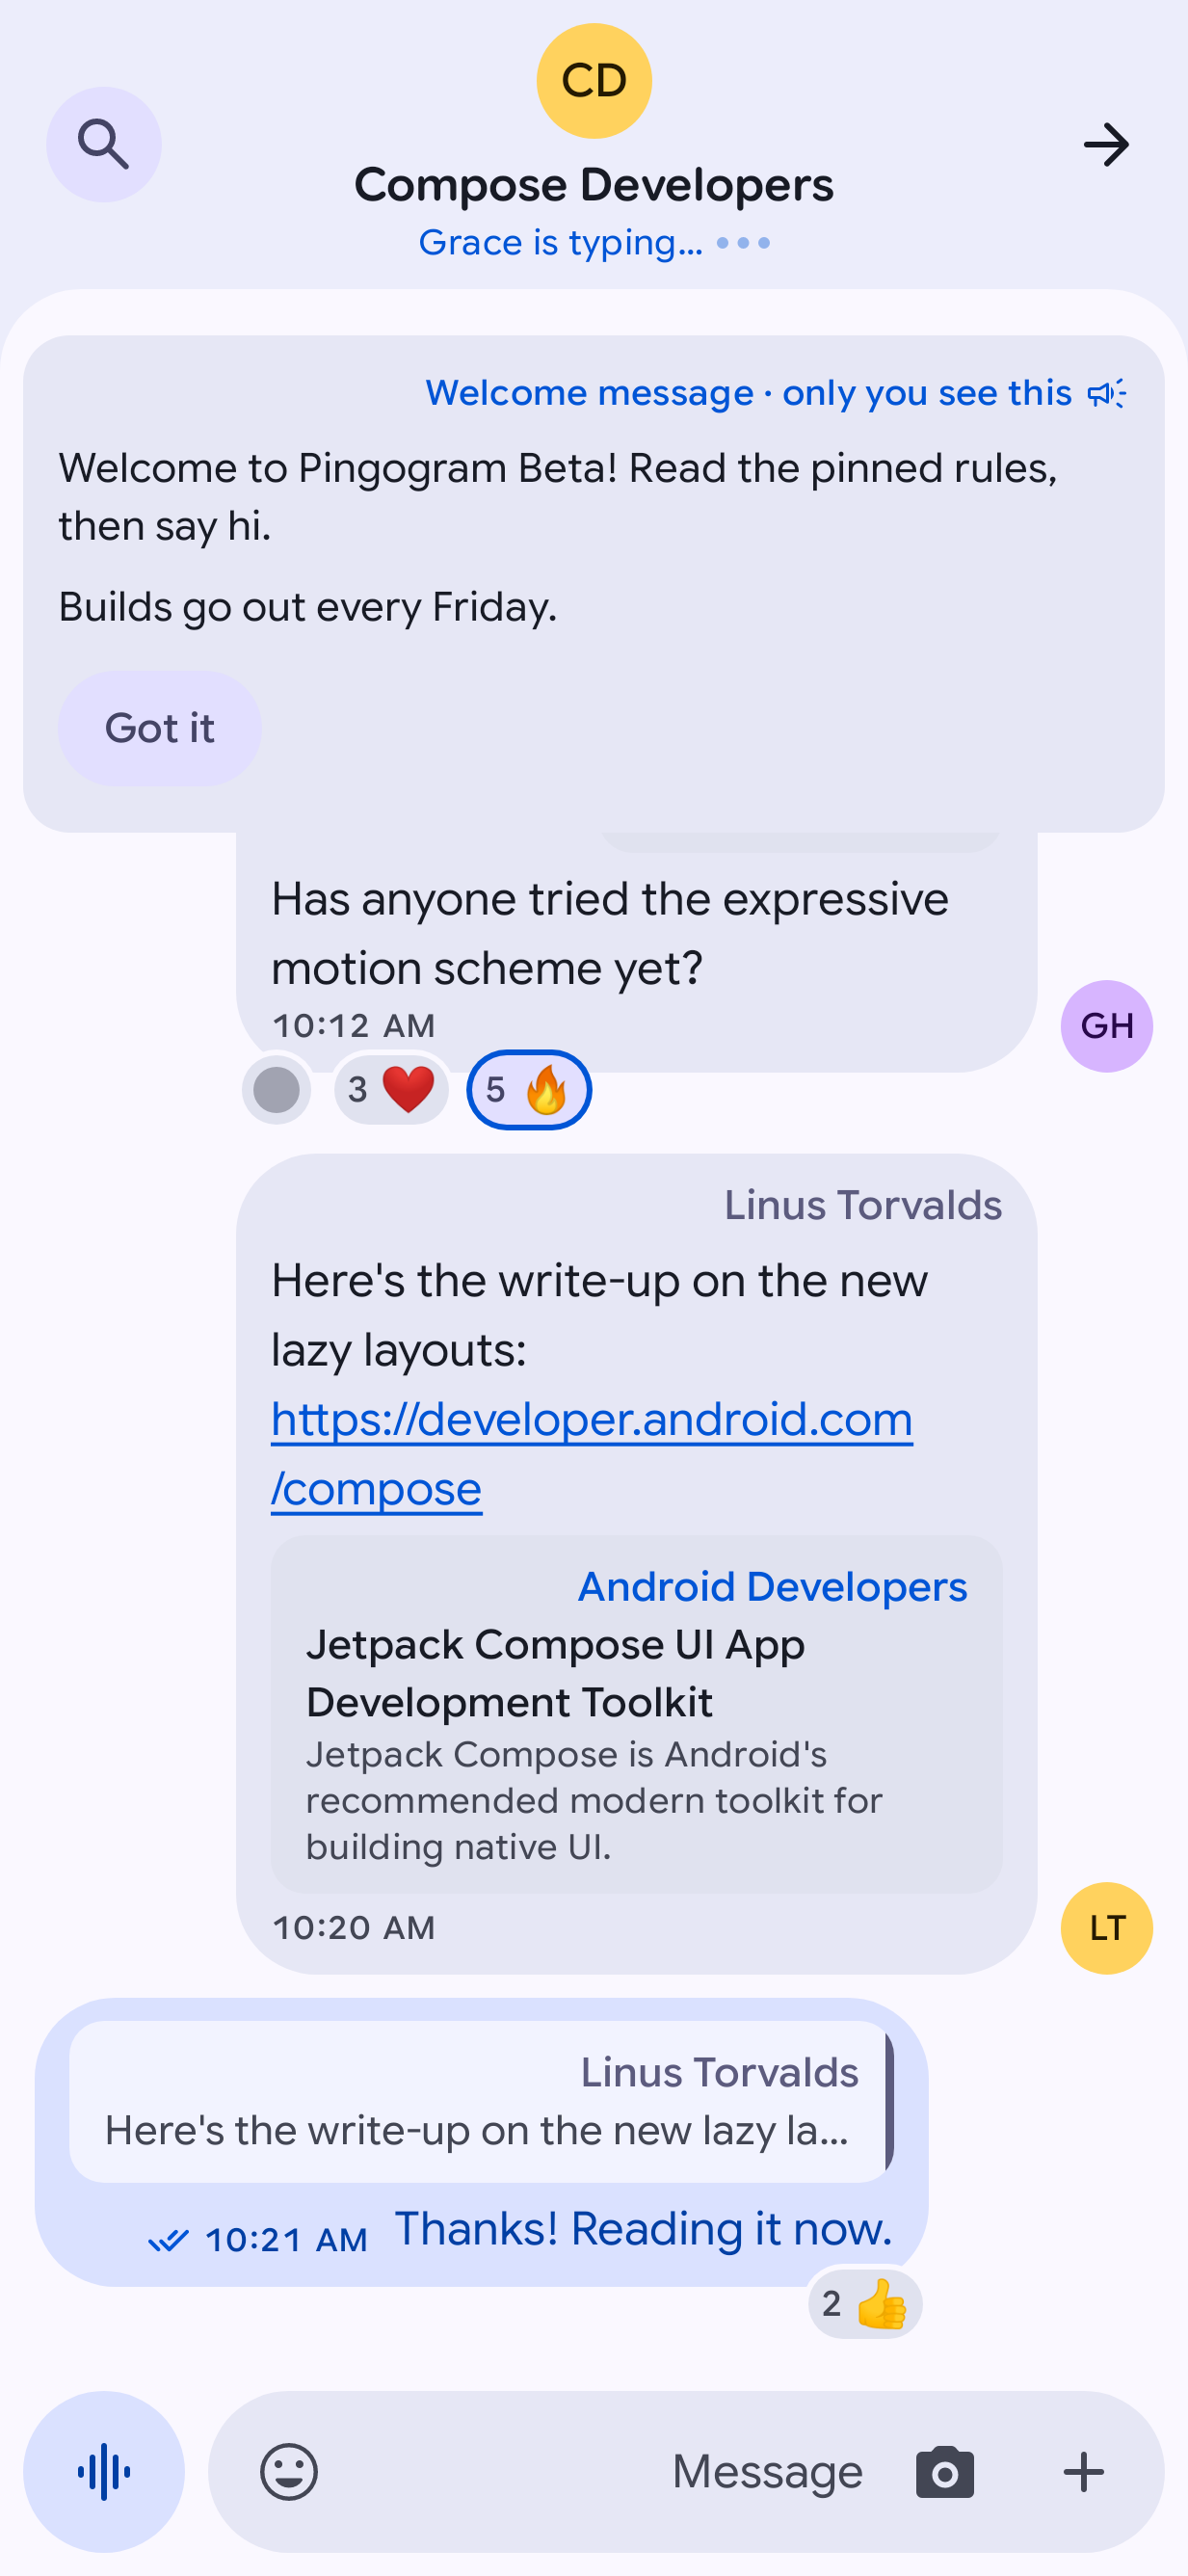 CD
Compose Developers
Grace is typing...
Welcome message · only you see this
Welcome to Pingogram Beta! Read the pinned rules,
then say hi.
Builds go out every Friday.
Got it
Has anyone tried the expressive
motion scheme yet?
10:12 AM
GH
3 ❤️
5 🔥
Linus Torvalds
Here's the write-up on the new
lazy layouts:
https://developer.android.com
/compose
Android Developers
Jetpack Compose UI App
Development Toolkit
Jetpack Compose is Android's
recommended modern toolkit for
building native UI.
10:20 AM
LT
Linus Torvalds
Here's the write-up on the new lazy la...
10:21 AM Thanks! Reading it now.
2 👍
Message